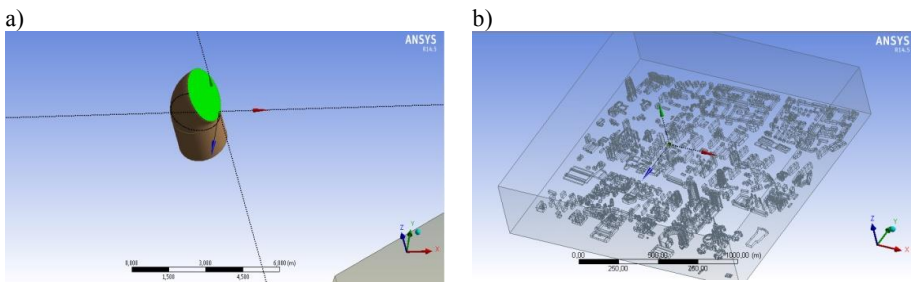 a)
b)
ANSYS
R14.5
ANSYS
R14.5
Z
Y
X
0,000
3,000
6,000 (m)
1,500
4,500
Z
Y
X
0,00
500,00
1000,00 (m)
250,00
750,00